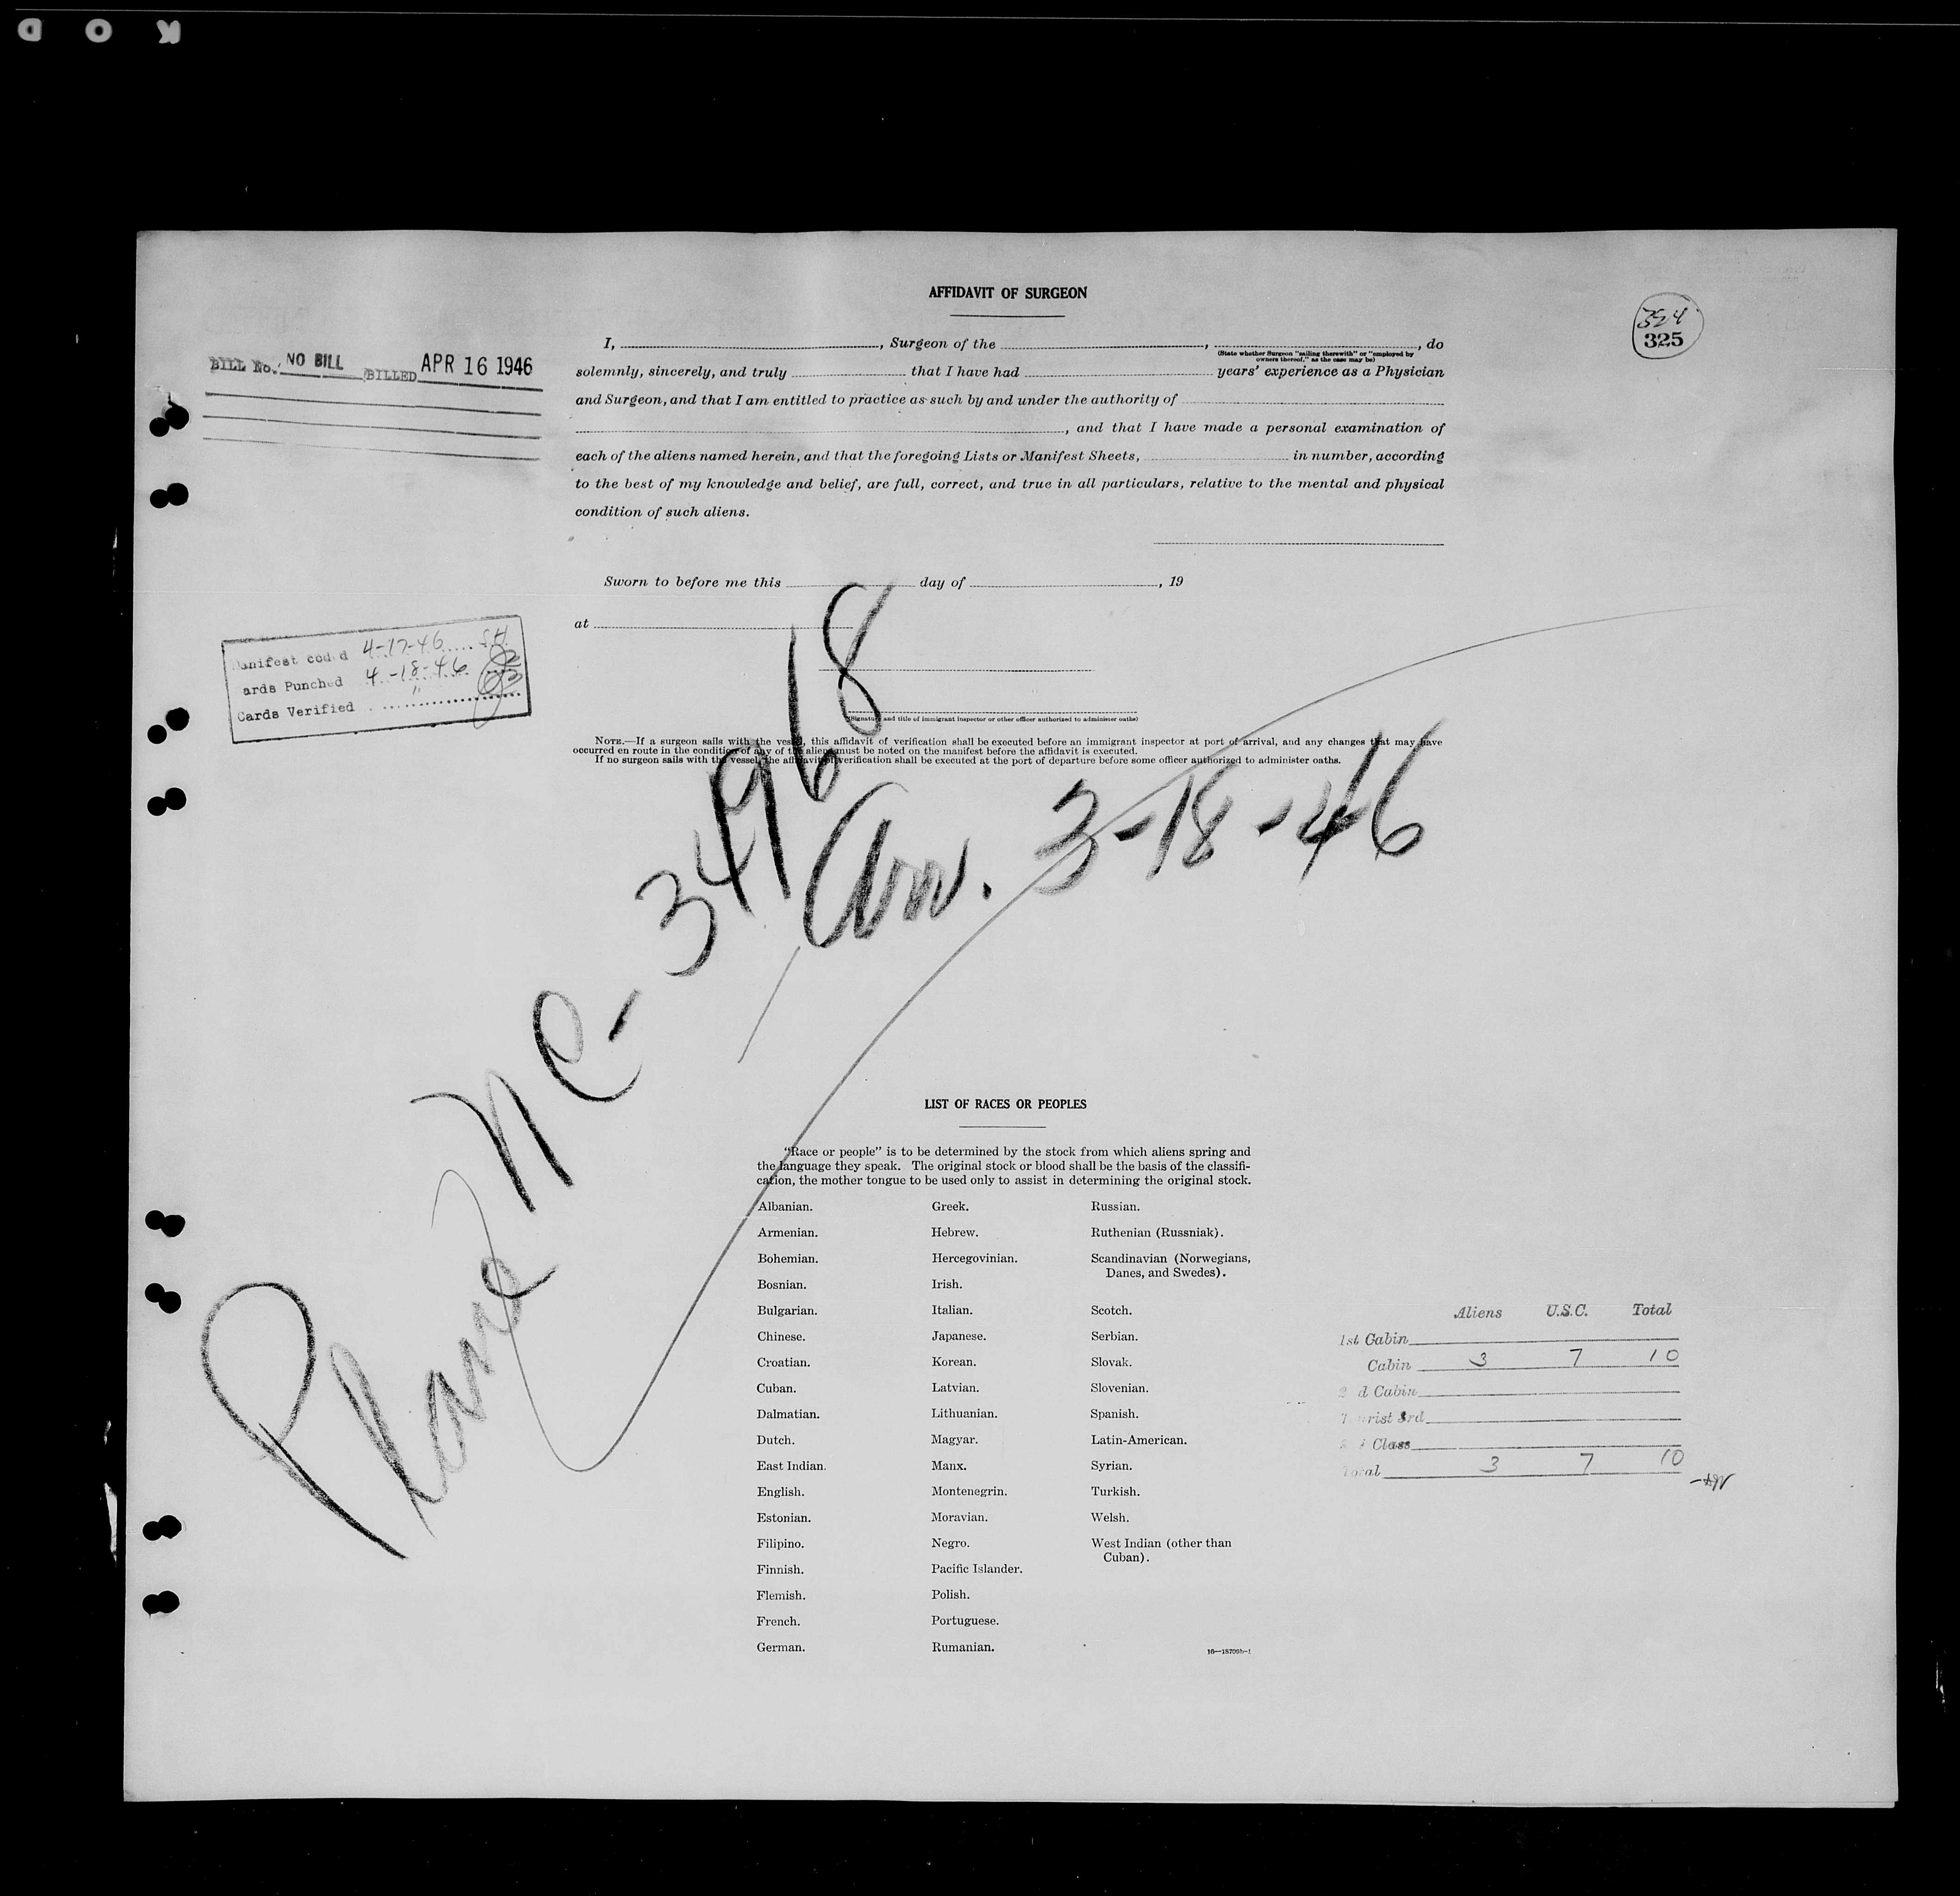 KOD
AFFIDAVIT OF SURGEON
324
325
BILL No. NO BILL BILLED APR 16 1946
I, , Surgeon of the , , do
(State whether Surgeon "sailing therewith" or "employed by
owners thereof," as the case may be)
solemnly, sincerely, and truly that I have had years' experience as a Physician
and Surgeon, and that I am entitled to practice as such by and under the authority of
, and that I have made a personal examination of
each of the aliens named herein, and that the foregoing Lists or Manifest Sheets, in number, according
to the best of my knowledge and belief, are full, correct, and true in all particulars, relative to the mental and physical
condition of such aliens.
Sworn to before me this day of , 19
at
Manifest coded 4-17-46 SH
ards Punched 4-18-46
Cards Verified "
(Signature and title of immigrant inspector or other officer authorized to administer oaths)
NOTE.—If a surgeon sails with the vessel, this affidavit of verification shall be executed before an immigrant inspector at port of arrival, and any changes that may have
occurred en route in the condition of any of the aliens must be noted on the manifest before the affidavit is executed.
If no surgeon sails with the vessel, the affidavit of verification shall be executed at the port of departure before some officer authorized to administer oaths.
Plane NC-34968
Arr. 3-18-46
LIST OF RACES OR PEOPLES
"Race or people" is to be determined by the stock from which aliens spring and
the language they speak. The original stock or blood shall be the basis of the classifi-
cation, the mother tongue to be used only to assist in determining the original stock.
Albanian.
Armenian.
Bohemian.
Bosnian.
Bulgarian.
Chinese.
Croatian.
Cuban.
Dalmatian.
Dutch.
East Indian.
English.
Estonian.
Filipino.
Finnish.
Flemish.
French.
German.
Greek.
Hebrew.
Hercegovinian.
Irish.
Italian.
Japanese.
Korean.
Latvian.
Lithuanian.
Magyar.
Manx.
Montenegrin.
Moravian.
Negro.
Pacific Islander.
Polish.
Portuguese.
Rumanian.
Russian.
Ruthenian (Russniak).
Scandinavian (Norwegians,
Danes, and Swedes).
Scotch.
Serbian.
Slovak.
Slovenian.
Spanish.
Latin-American.
Syrian.
Turkish.
Welsh.
West Indian (other than
Cuban).
Aliens U.S.C. Total
1st Cabin
Cabin 3 7 10
2 d Cabin
Tourist 3rd
Class
Total 3 7 10